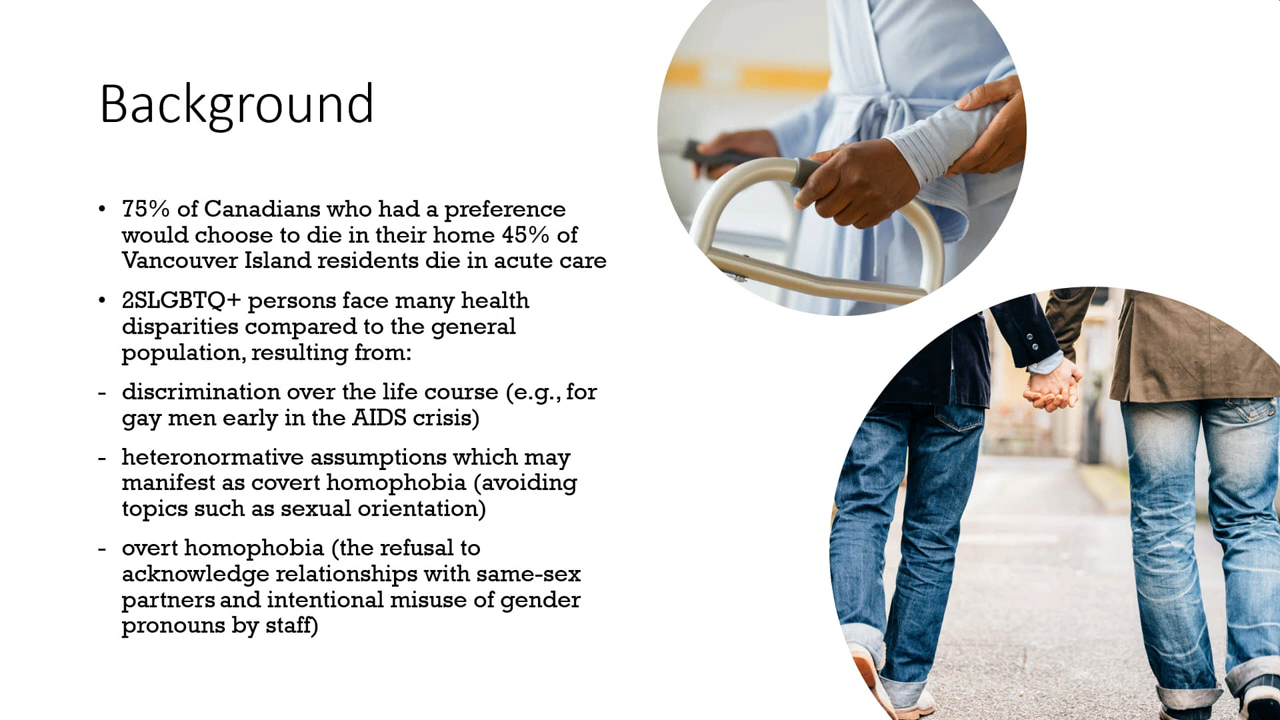 Background
• 75% of Canadians who had a preference
would choose to die in their home 45% of
Vancouver Island residents die in acute care
• 2SLGBTQ+ persons face many health
disparities compared to the general
population, resulting from:
- discrimination over the life course (e.g., for
gay men early in the AIDS crisis)
- heteronormative assumptions which may
manifest as covert homophobia (avoiding
topics such as sexual orientation)
- overt homophobia (the refusal to
acknowledge relationships with same-sex
partners and intentional misuse of gender
pronouns by staff)